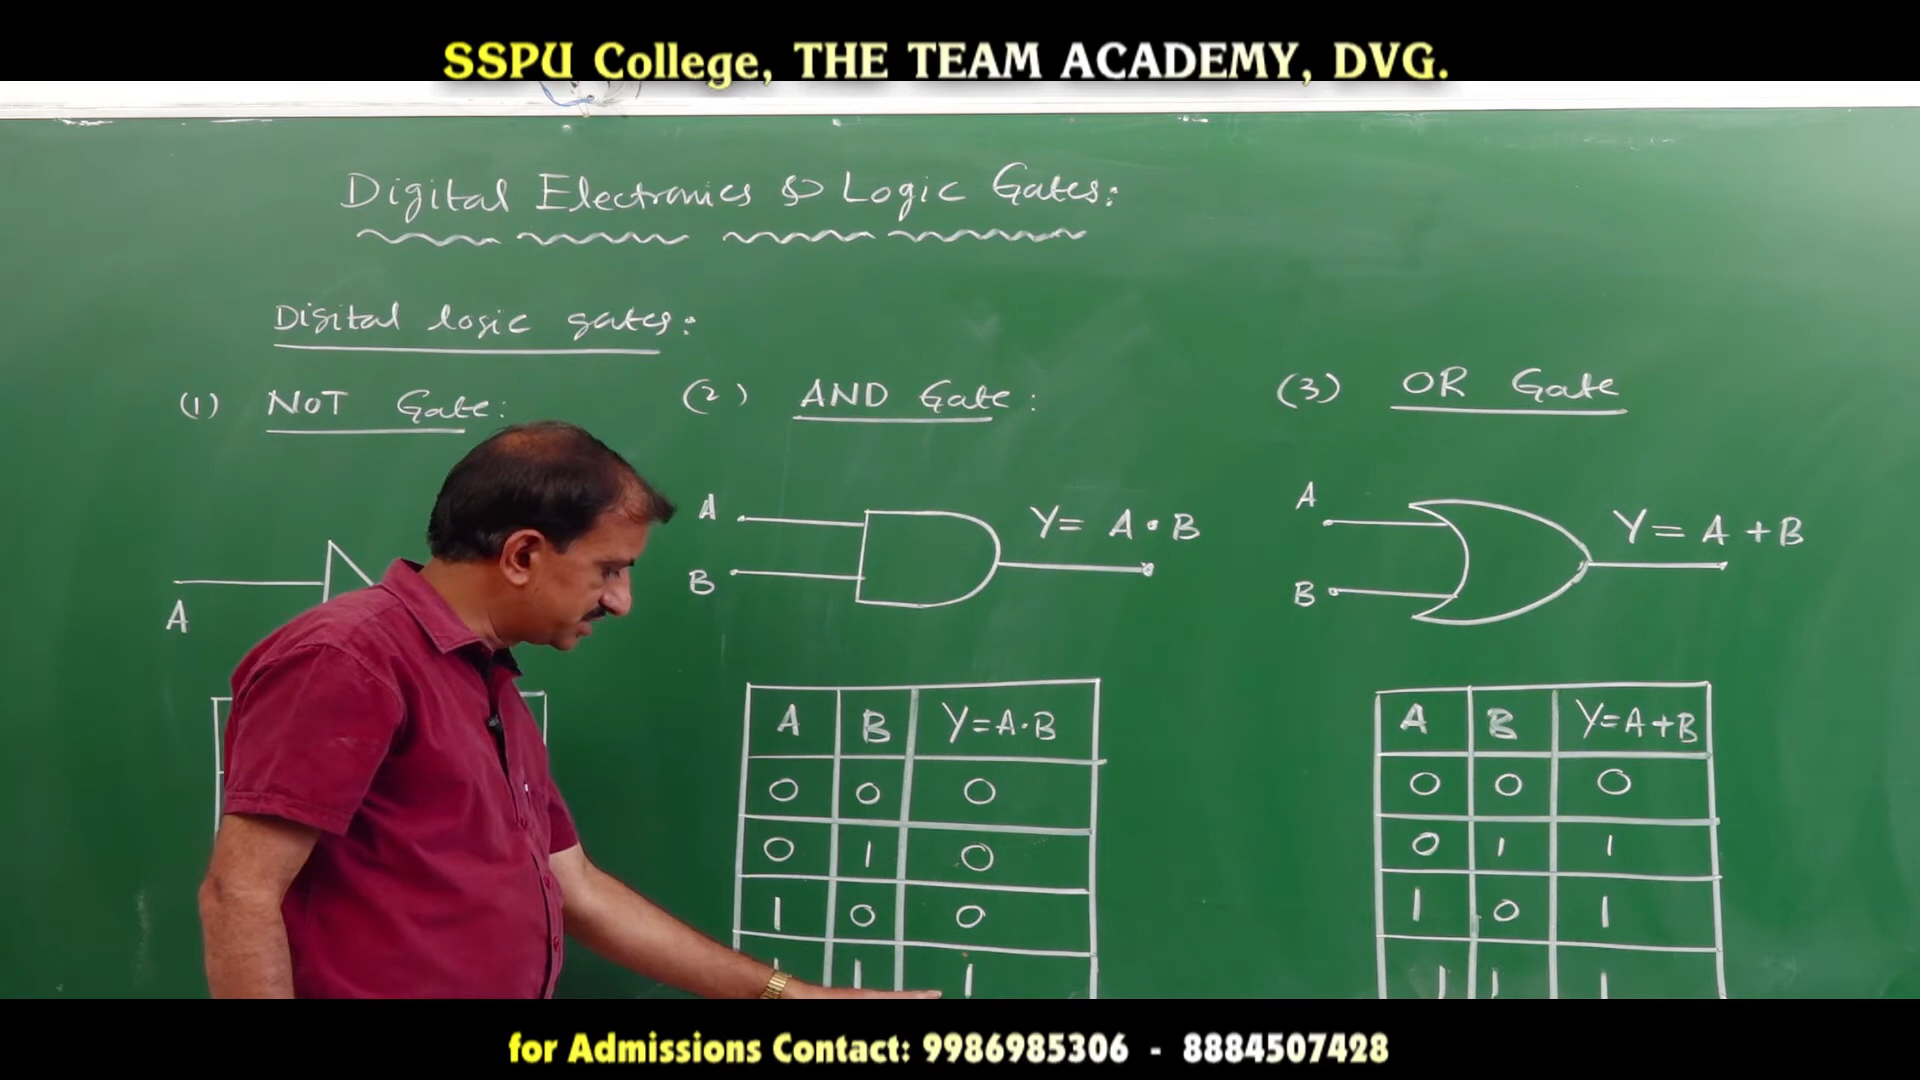 SSPU College, THE TEAM ACADEMY, DVG.
Digital Electronics & Logic Gates:
Digital logic gates:
(1) NOT Gate:
(2) AND Gate:
(3) OR Gate
A
A
B
Y = A · B
A
B
Y = A + B
A B Y=A·B
0 0 0
0 1 0
1 0 0
1 1 1
A B Y=A+B
0 0 0
0 1 1
1 0 1
1 1 1
for Admissions Contact: 9986985306 - 8884507428